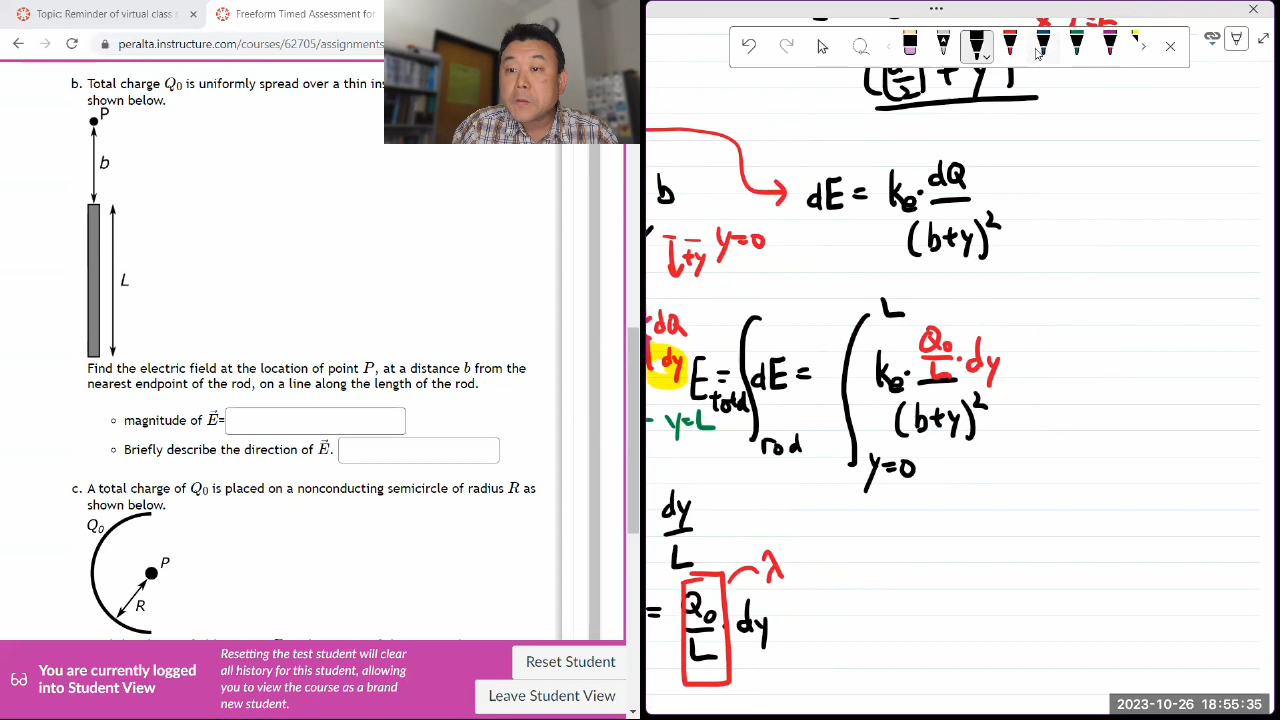 Topic: Reminder of virtual class s
Freeform Timed Assessment for
peralta.instructure.com/courses/62705/assignments
b. Total charge Q₀ is uniformly spread over a thin ins
shown below.
P
b
L
Find the electric field at the location of point P, at a distance b from the
nearest endpoint of the rod, on a line along the length of the rod.
magnitude of E⃗=
Briefly describe the direction of E⃗.
c. A total charge of Q₀ is placed on a nonconducting semicircle of radius R as
shown below.
Q₀
P
R
You are currently logged
into Student View
Resetting the test student will clear
all history for this student, allowing
you to view the course as a brand
new student.
Reset Student
Leave Student View
b
+y y=0
dE = ke · dQ / (b+y)²
dQ
dy
y=L
E total = ∫rod dE = ∫y=0 L ke · Q₀/L · dy / (b+y)²
dy
L
λ
= Q₀/L · dy
2023-10-26 18:55:35